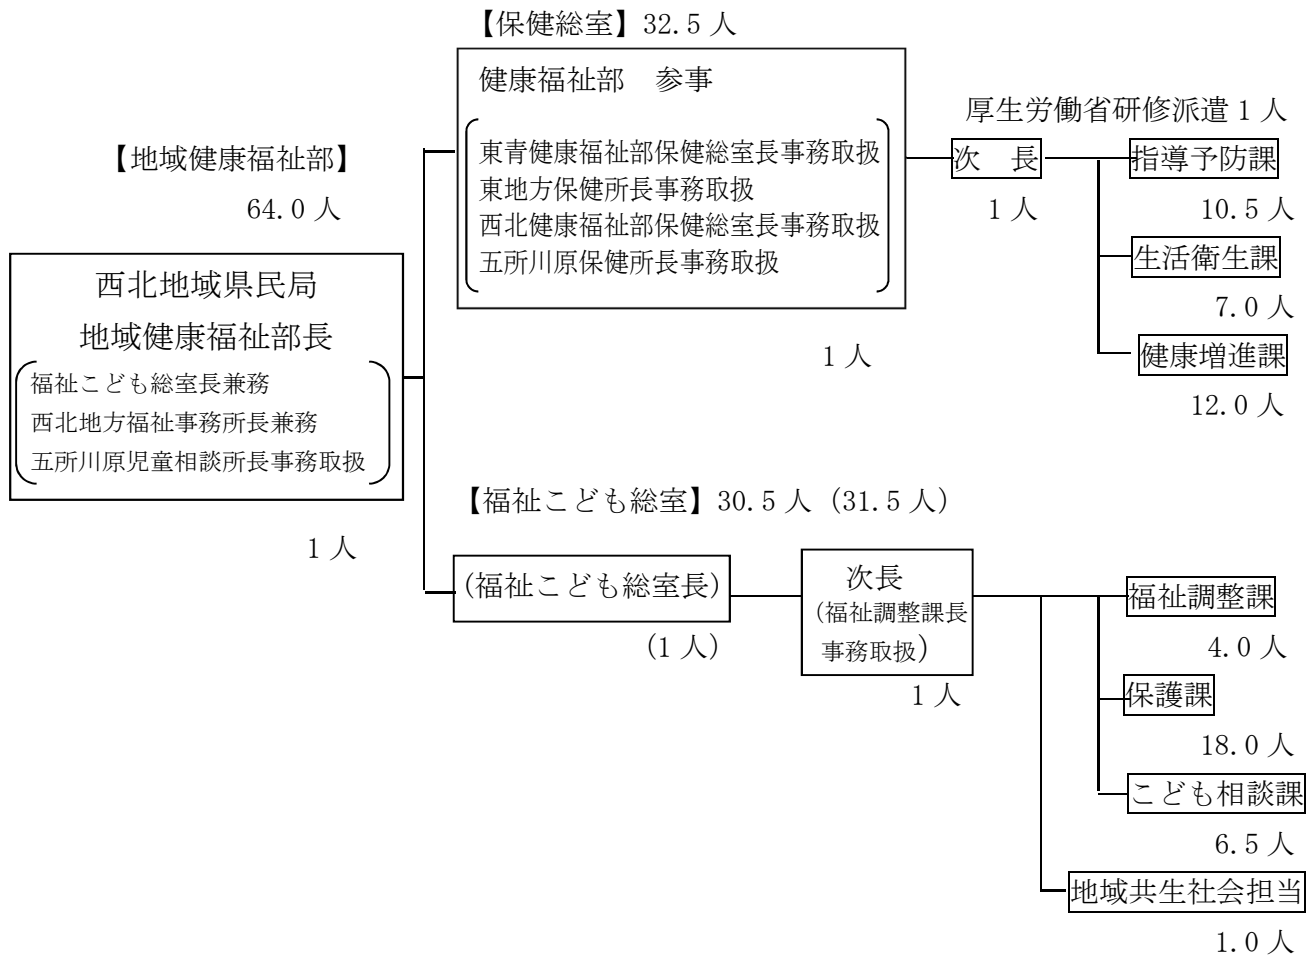 【地域健康福祉部】
64.0 人
西北地域県民局
地域健康福祉部長
福祉こども総室長兼務
西北地方福祉事務所長兼務
五所川原児童相談所長事務取扱
1 人
【保健総室】32.5 人
健康福祉部　参事
東青健康福祉部保健総室長事務取扱
東地方保健所長事務取扱
西北健康福祉部保健総室長事務取扱
五所川原保健所長事務取扱
1 人
次　長
1 人
厚生労働省研修派遣 1 人
指導予防課
10.5 人
生活衛生課
7.0 人
健康増進課
12.0 人
【福祉こども総室】30.5 人（31.5 人）
(福祉こども総室長)
(1 人)
次長
(福祉調整課長
事務取扱)
1 人
福祉調整課
4.0 人
保護課
18.0 人
こども相談課
6.5 人
地域共生社会担当
1.0 人